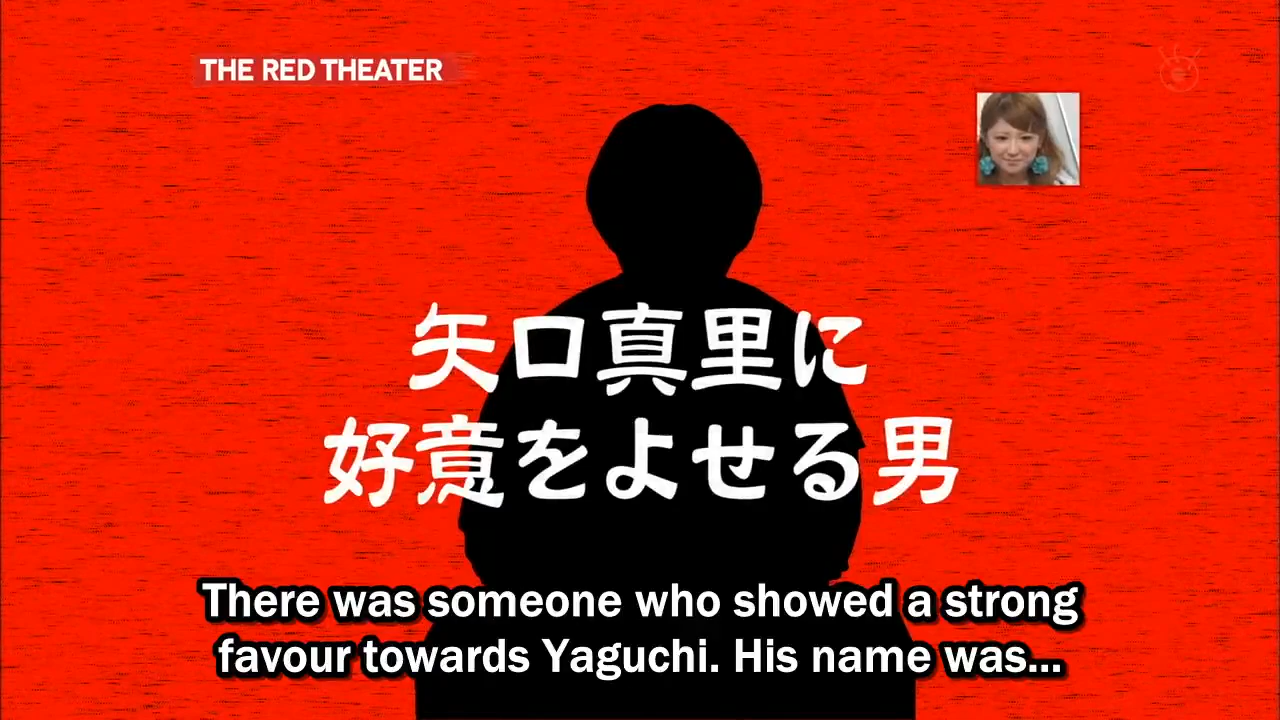 THE RED THEATER
矢口真里に
好意をよせる男
There was someone who showed a strong
favour towards Yaguchi. His name was...